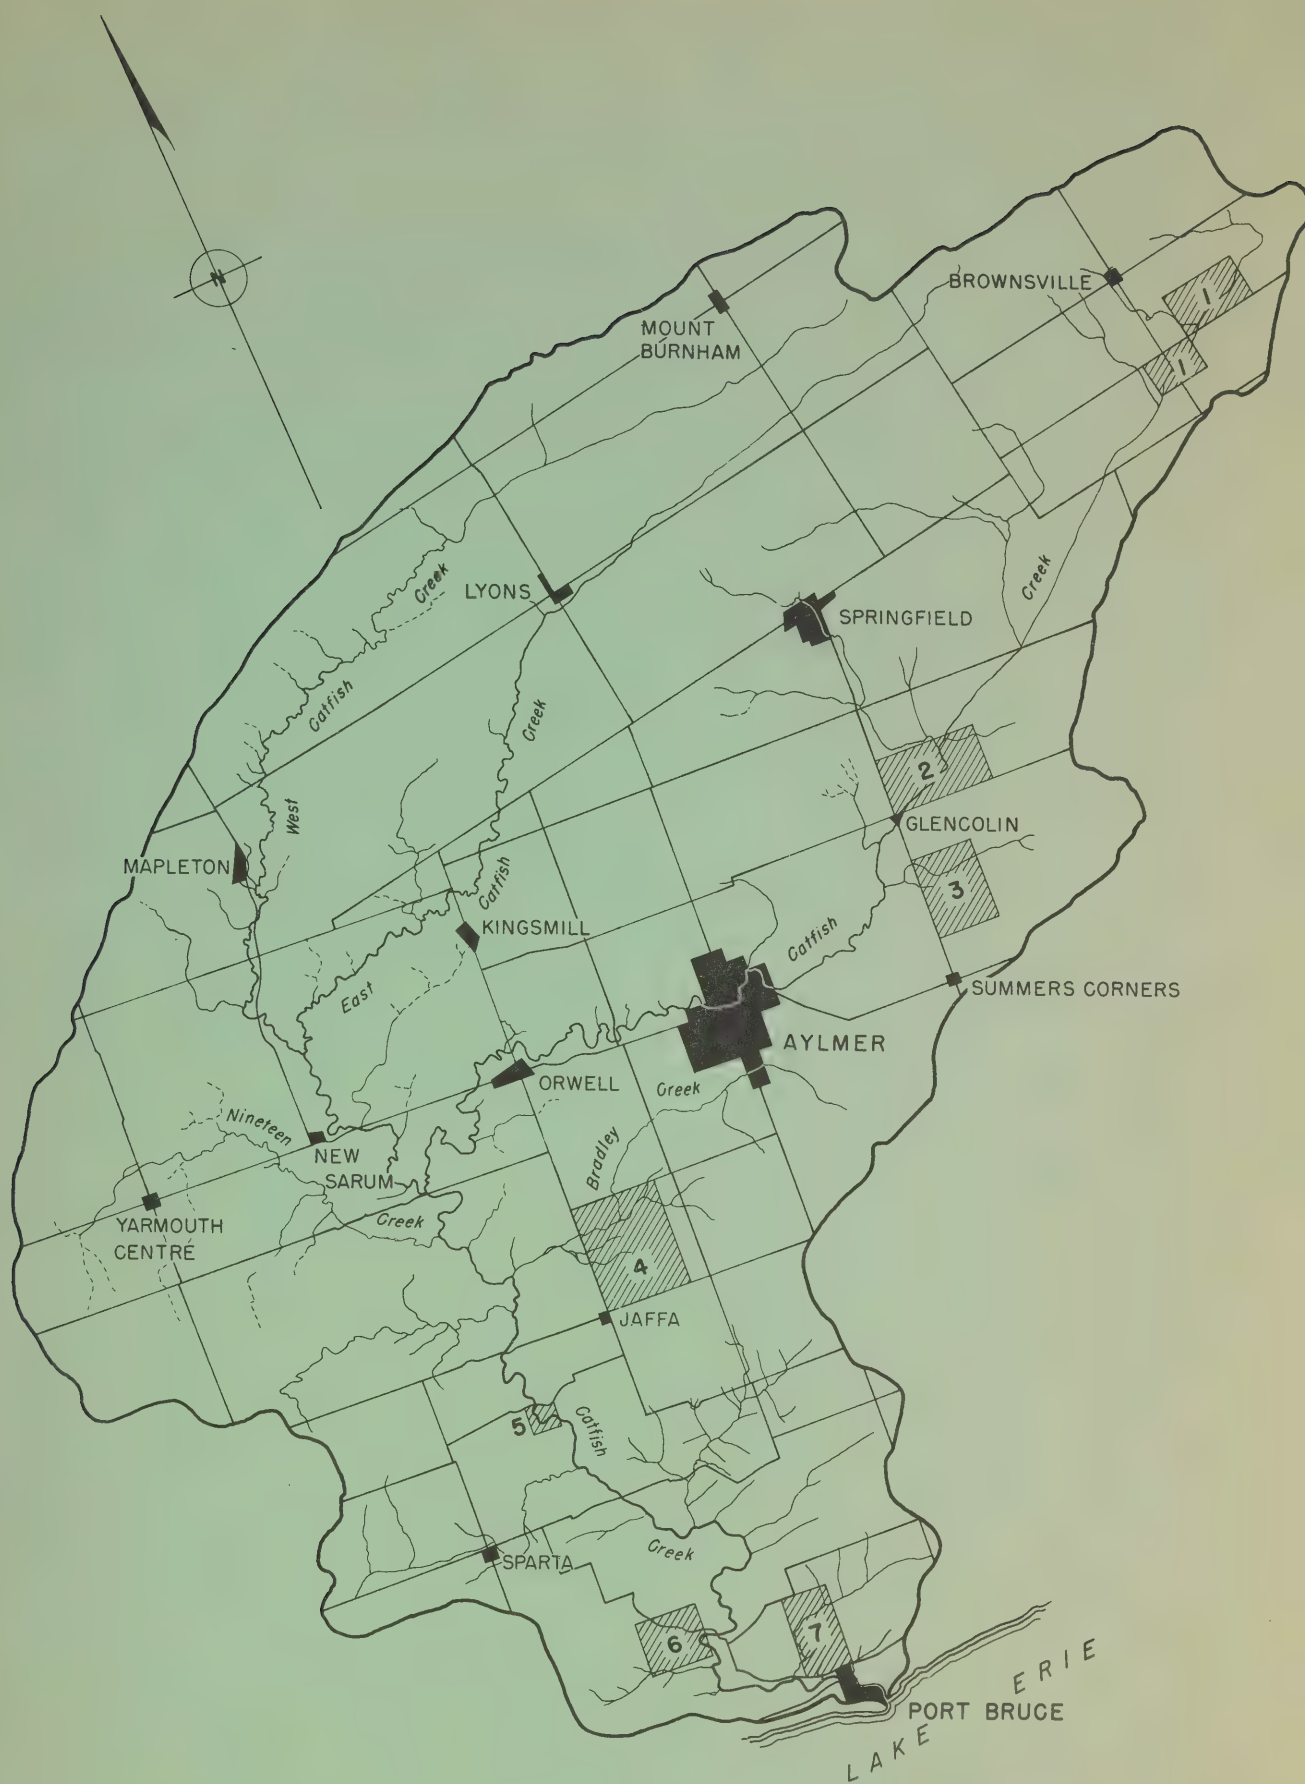 N
BROWNSVILLE
1
MOUNT
BURNHAM
1
Creek
Creek
LYONS
SPRINGFIELD
Catfish
Creek
2
West
GLENCOLIN
MAPLETON
Catfish
3
KINGSMILL
Catfish
East
SUMMERS CORNERS
AYLMER
ORWELL
Creek
Nineteen
Bradley
NEW
SARUM
YARMOUTH
CENTRE
Creek
4
JAFFA
5
Catfish
Creek
SPARTA
6
7
PORT BRUCE
LAKE ERIE